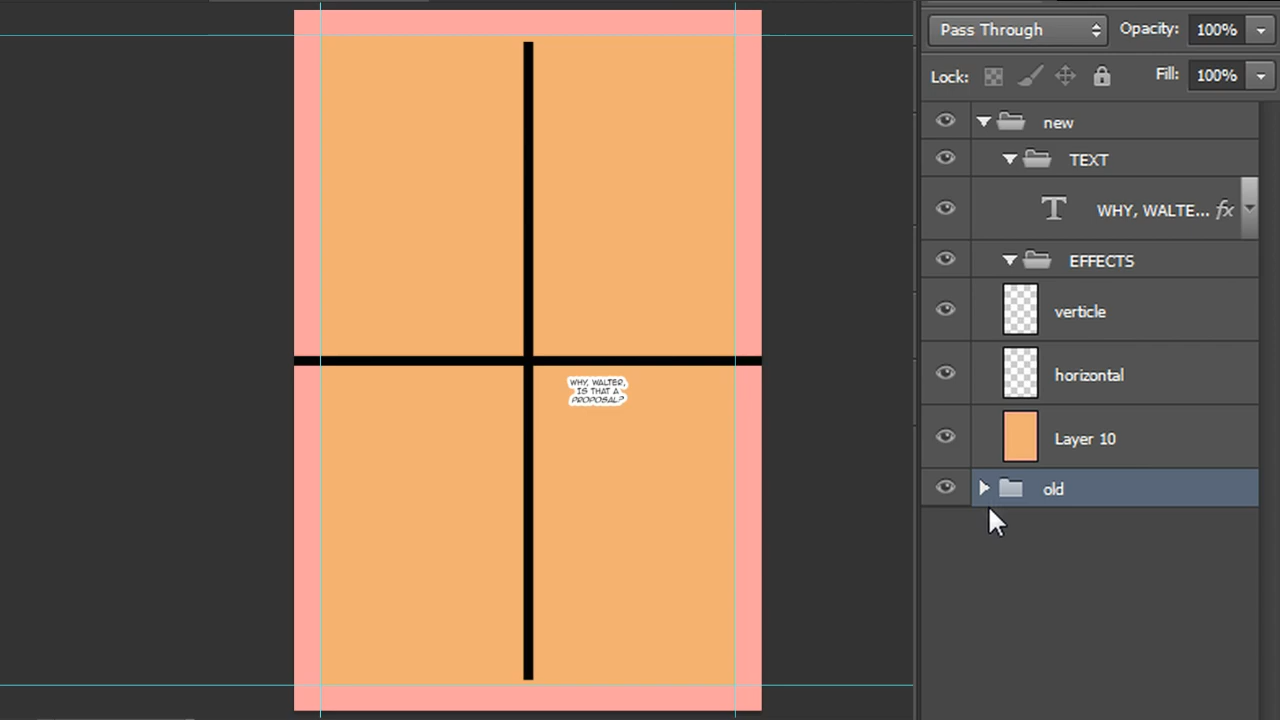 Pass Through Opacity: 100%
Lock: Fill: 100%
new
TEXT
T WHY, WALTE... fx
EFFECTS
verticle
horizontal
Layer 10
old
WHY, WALTER,
IS THAT A
PROPOSAL?